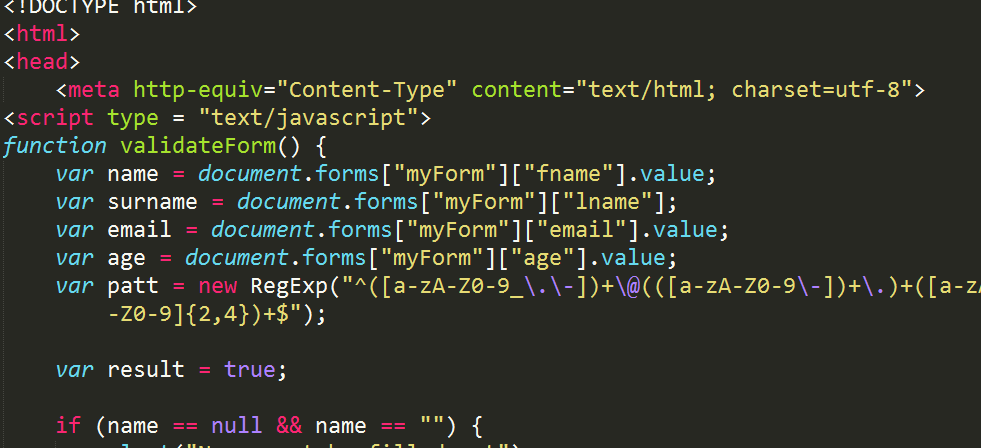 <!DOCTYPE html>
<html>
<head>
<meta http-equiv="Content-Type" content="text/html; charset=utf-8">
<script type = "text/javascript">
function validateForm() {
var name = document.forms["myForm"]["fname"].value;
var surname = document.forms["myForm"]["lname"];
var email = document.forms["myForm"]["email"].value;
var age = document.forms["myForm"]["age"].value;
var patt = new RegExp("^([a-zA-Z0-9_\.\-])+\@(([a-zA-Z0-9\-])+\.)+([a-zA
-Z0-9]{2,4})+$");
var result = true;
if (name == null && name == "") {